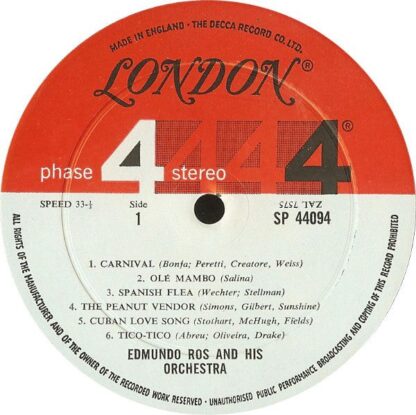 MADE IN ENGLAND · THE DECCA RECORD CO. LTD.
LONDON®
phase 4 stereo 4 4 4®
SPEED 33-⅓
Side
1
ZAL 7575
SP 44094
1. CARNIVAL (Bonfa; Peretti, Creatore, Weiss)
2. OLÉ MAMBO (Salina)
3. SPANISH FLEA (Wechter; Stellman)
4. THE PEANUT VENDOR (Simons, Gilbert, Sunshine)
5. CUBAN LOVE SONG (Stothart, McHugh, Fields)
6. TICO-TICO (Abreu; Oliveira, Drake)
EDMUNDO ROS AND HIS
ORCHESTRA
ALL RIGHTS OF THE MANUFACTURER AND OF THE OWNER OF THE RECORDED WORK RESERVED · UNAUTHORISED PUBLIC PERFORMANCE BROADCASTING AND COPYING OF THIS RECORD PROHIBITED